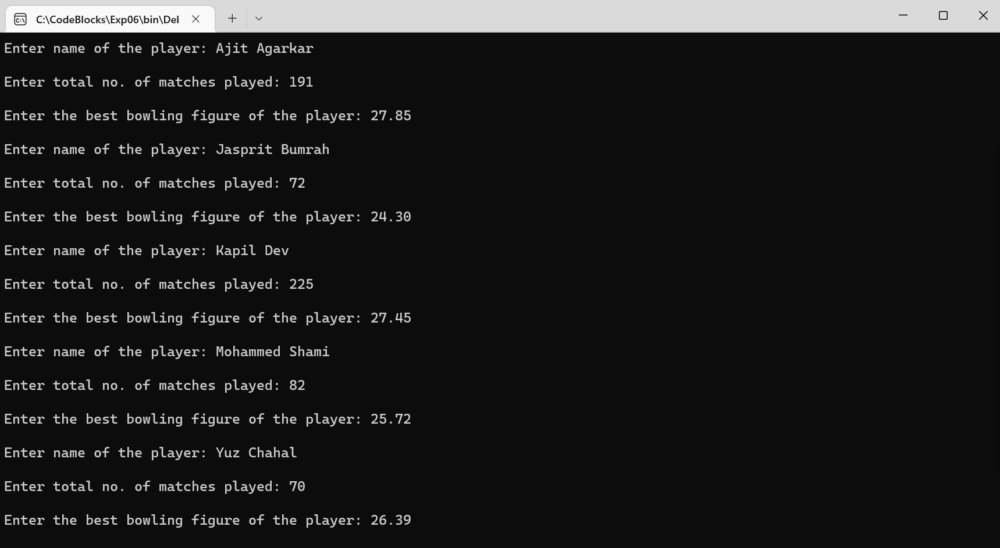 C:\CodeBlocks\Exp06\bin\Del
Enter name of the player: Ajit Agarkar
Enter total no. of matches played: 191
Enter the best bowling figure of the player: 27.85
Enter name of the player: Jasprit Bumrah
Enter total no. of matches played: 72
Enter the best bowling figure of the player: 24.30
Enter name of the player: Kapil Dev
Enter total no. of matches played: 225
Enter the best bowling figure of the player: 27.45
Enter name of the player: Mohammed Shami
Enter total no. of matches played: 82
Enter the best bowling figure of the player: 25.72
Enter name of the player: Yuz Chahal
Enter total no. of matches played: 70
Enter the best bowling figure of the player: 26.39